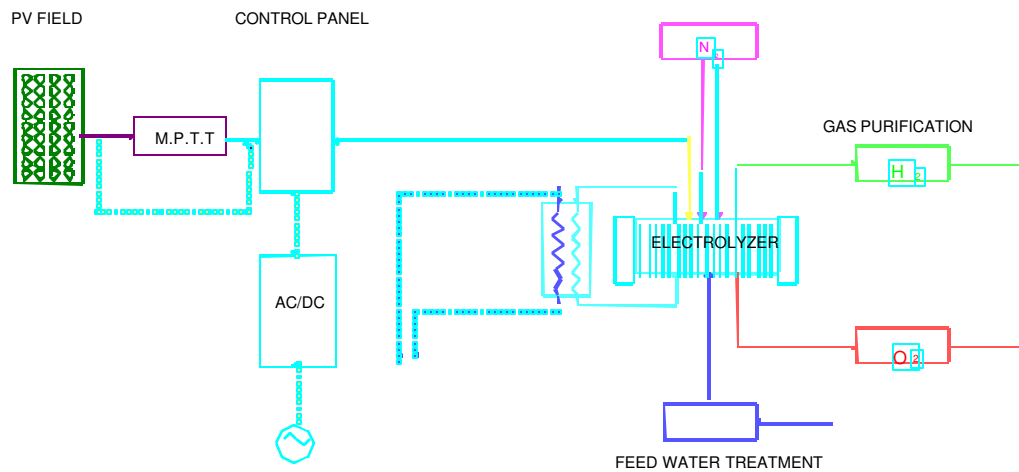 PV FIELD
CONTROL PANEL
N2
M.P.T.T
GAS PURIFICATION
H2
ELECTROLYZER
AC/DC
O2
FEED WATER TREATMENT